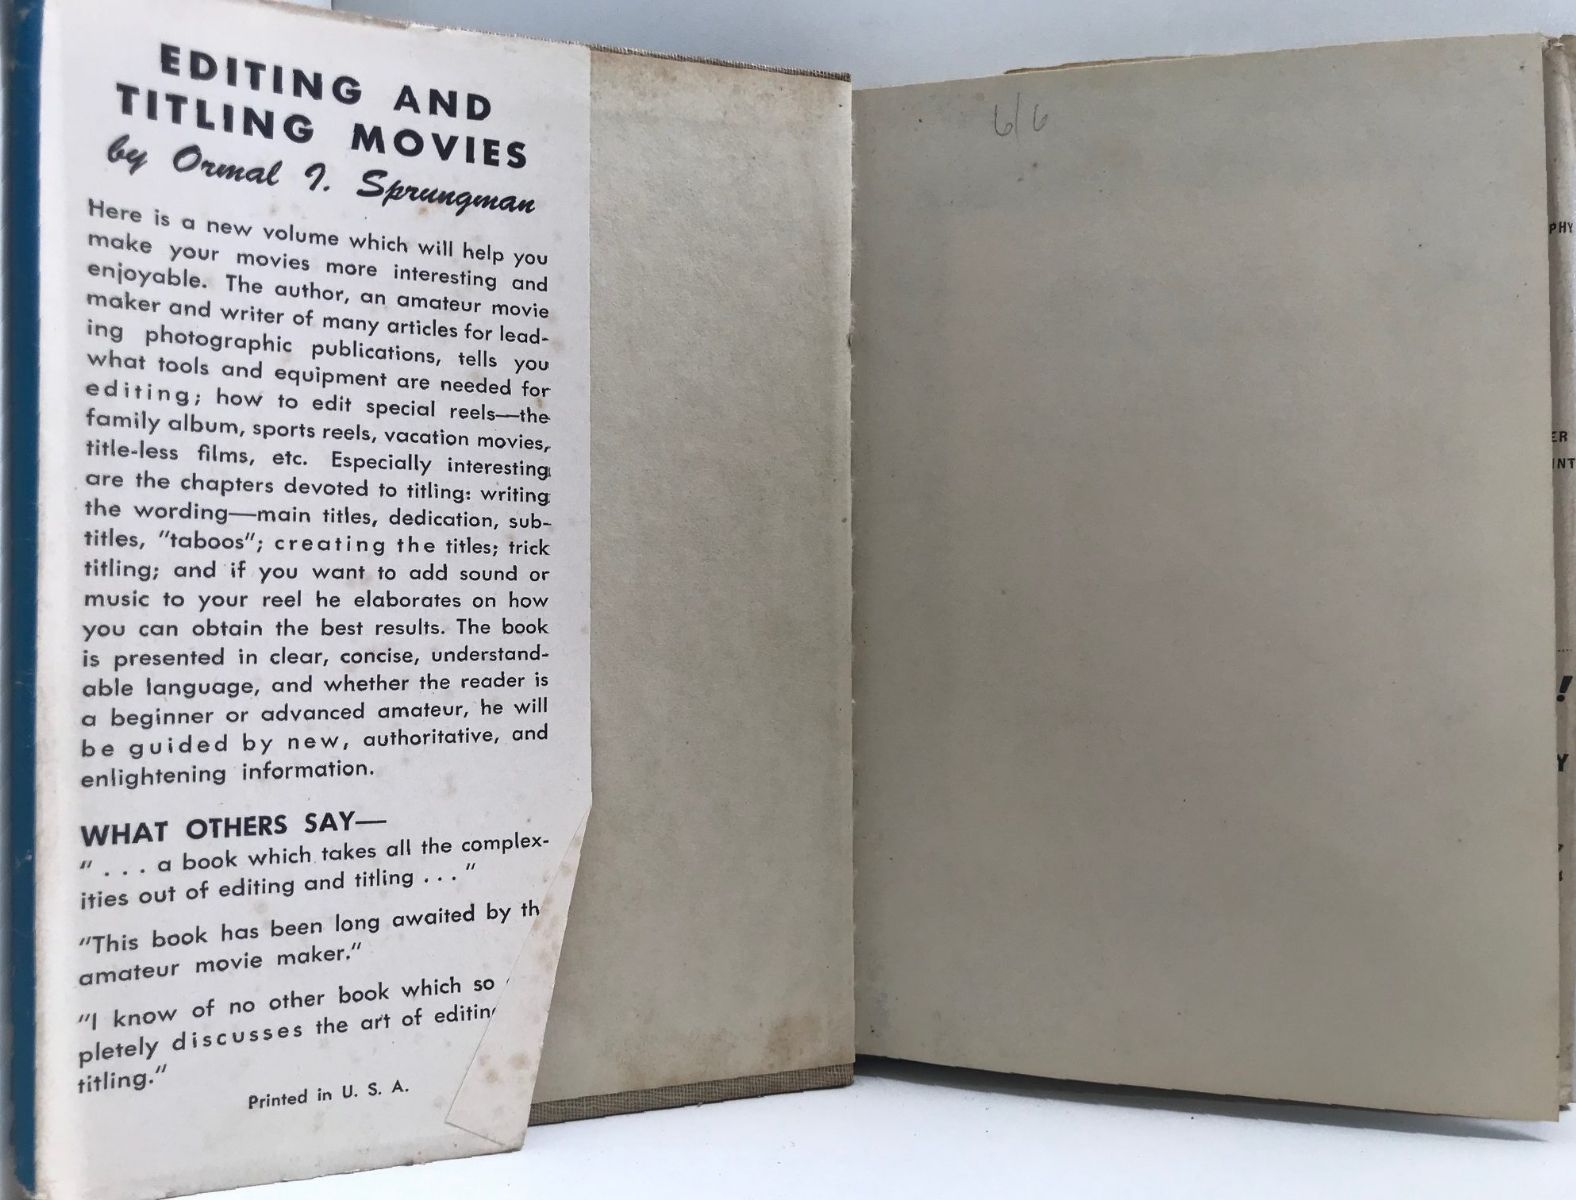 EDITING AND
TITLING MOVIES
by Ormal I. Sprungman
Here is a new volume which will help you
make your movies more interesting and
enjoyable. The author, an amateur movie
maker and writer of many articles for lead-
ing photographic publications, tells you
what tools and equipment are needed for
editing; how to edit special reels—the
family album, sports reels, vacation movies,
title-less films, etc. Especially interesting
are the chapters devoted to titling: writing
the wording—main titles, dedication, sub-
titles, "taboos"; creating the titles; trick
titling; and if you want to add sound or
music to your reel he elaborates on how
you can obtain the best results. The book
is presented in clear, concise, understand-
able language, and whether the reader is
a beginner or advanced amateur, he will
be guided by new, authoritative, and
enlightening information.
WHAT OTHERS SAY—
". . . a book which takes all the complex-
ities out of editing and titling . . ."
"This book has been long awaited by th
amateur movie maker."
"I know of no other book which so
pletely discusses the art of editing
titling."
Printed in U. S. A.
6/6
PHY
ER
INT
!
Y